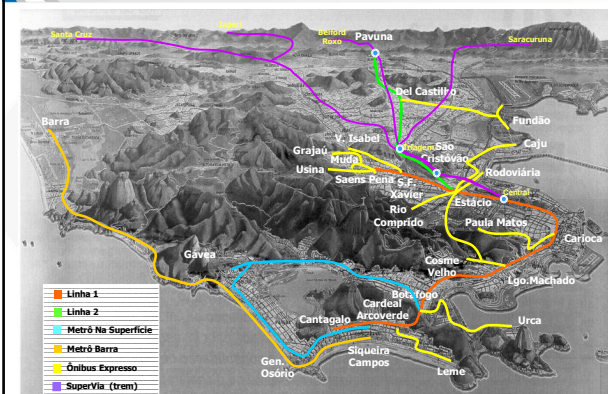 Santa Cruz
Belford
Roxo
Pavuna
Saracuruna
Del Castilho
Barra
Fundão
V. Isabel
Caju
Grajaú
São
Cristóvão
Muda
Rodoviária
Usina
Saens Pena
S.F.
Xavier
Estácio
Central
Rio
Comprido
Paula Matos
Carioca
Gávea
Cosme
Velho
Lgo.Machado
Botafogo
Cardeal
Arcoverde
Cantagalo
Urca
Siqueira
Campos
Gen.
Osório
Leme
Linha 1
Linha 2
Metrô Na Superfície
Metrô Barra
Ônibus Expresso
SuperVia (trem)